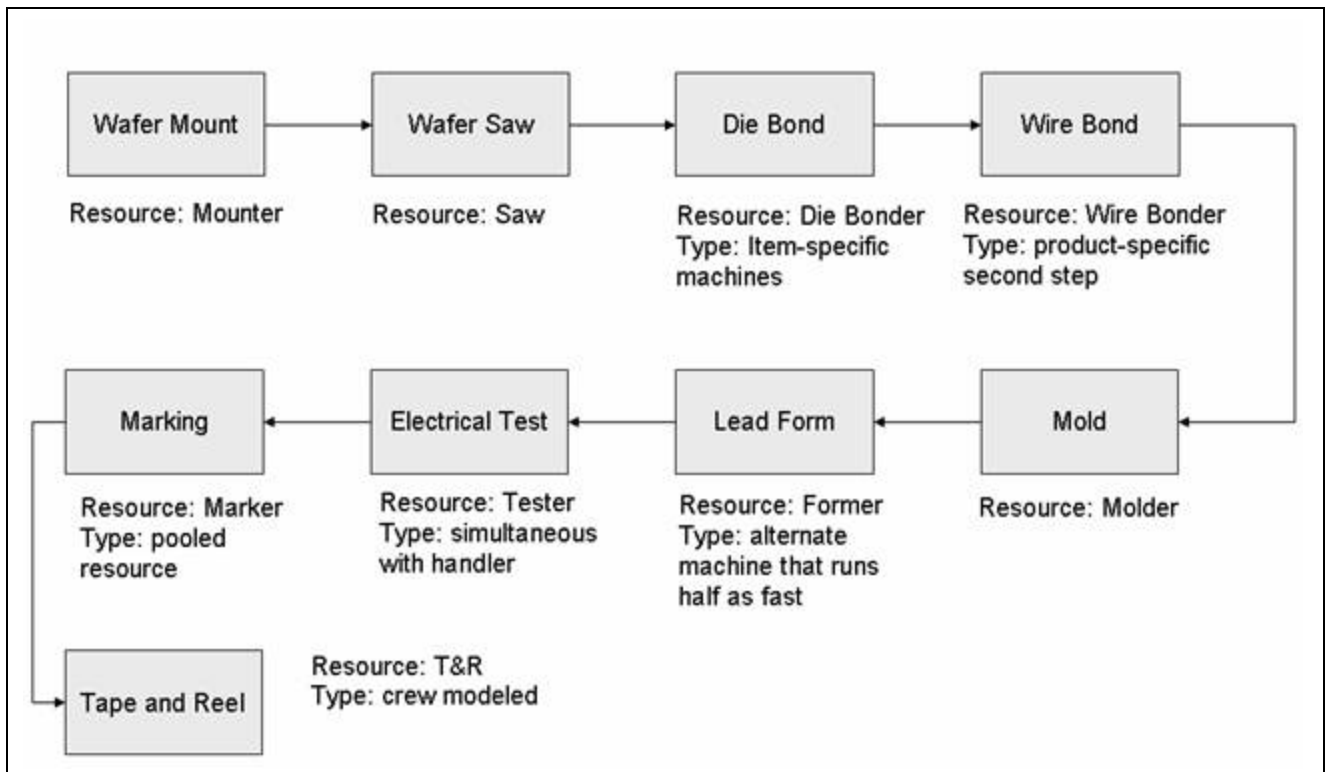 Wafer Mount
Wafer Saw
Die Bond
Wire Bond
Resource: Mounter
Resource: Saw
Resource: Die Bonder
Type: Item-specific
machines
Resource: Wire Bonder
Type: product-specific
second step
Marking
Electrical Test
Lead Form
Mold
Resource: Marker
Type: pooled
resource
Resource: Tester
Type: simultaneous
with handler
Resource: Former
Type: alternate
machine that runs
half as fast
Resource: Molder
Tape and Reel
Resource: T&R
Type: crew modeled